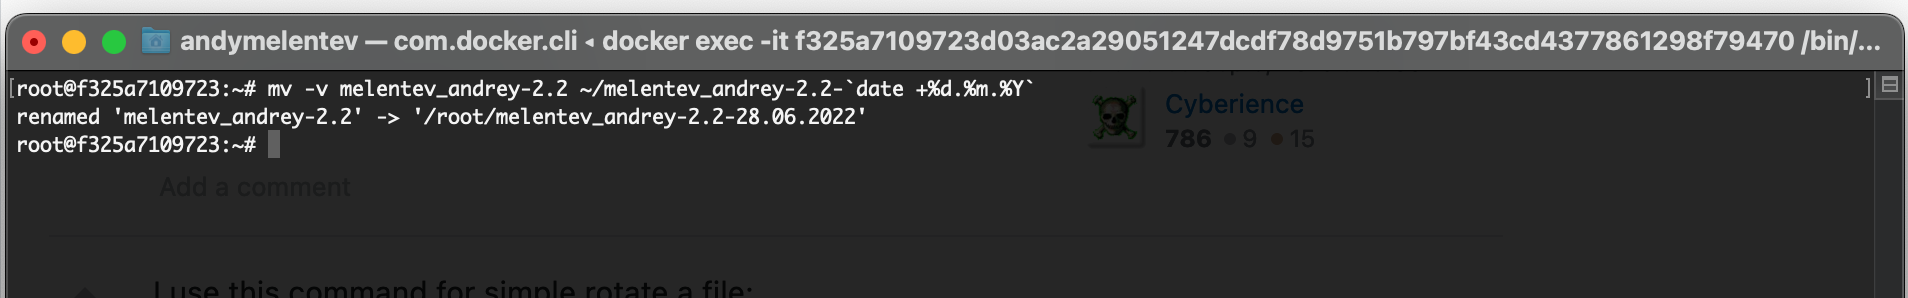 andymelentev — com.docker.cli ◂ docker exec -it f325a7109723d03ac2a29051247dcdf78d9751b797bf43cd4377861298f79470 /bin/...
[root@f325a7109723:~# mv -v melentev_andrey-2.2 ~/melentev_andrey-2.2-`date +%d.%m.%Y` ]
renamed 'melentev_andrey-2.2' -> '/root/melentev_andrey-2.2-28.06.2022'
root@f325a7109723:~#
Cyberience
786 ●9 ●15
Add a comment
I use this command for simple rotate a file: